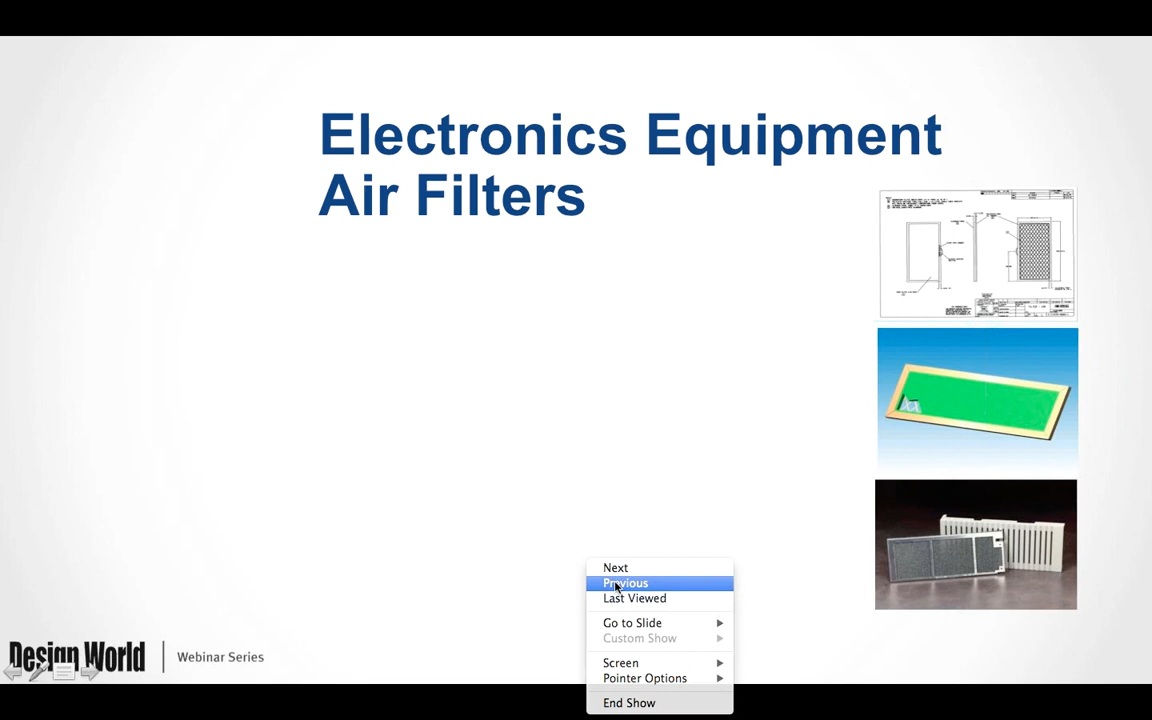 Electronics Equipment
Air Filters
Next
Previous
Last Viewed
Go to Slide
Custom Show
Screen
Pointer Options
End Show
Design World
Webinar Series